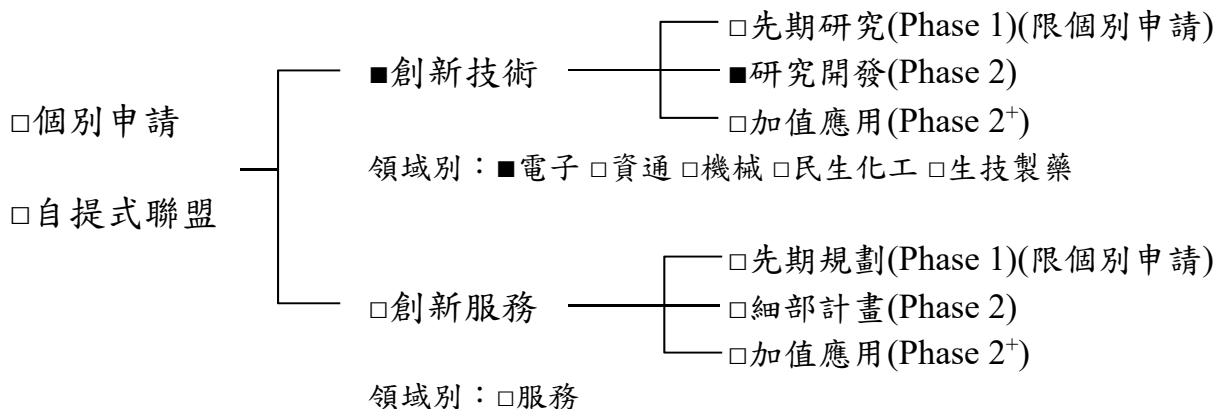 □先期研究(Phase 1)(限個別申請)
■創新技術
■研究開發(Phase 2)
□個別申請
□加值應用(Phase 2+)
領域別：■電子 □資通 □機械 □民生化工 □生技製藥
□自提式聯盟
□先期規劃(Phase 1)(限個別申請)
□創新服務
□細部計畫(Phase 2)
□加值應用(Phase 2+)
領域別：□服務